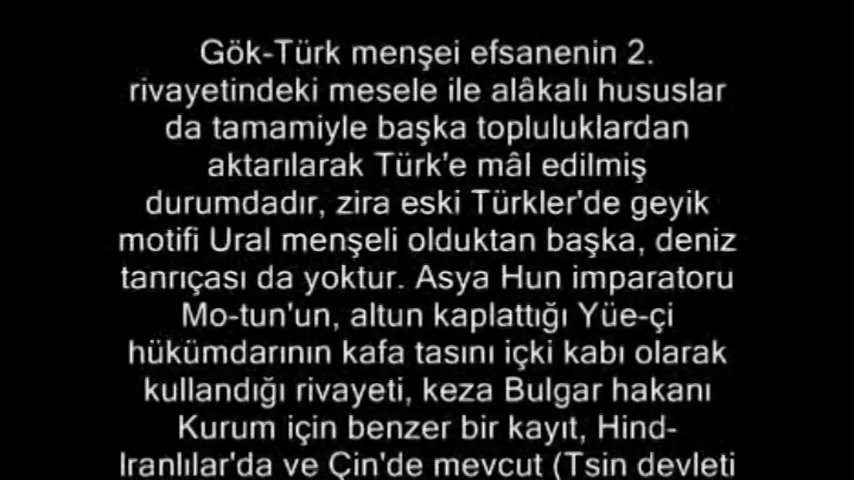 Gök-Türk menşei efsanenin 2.
rivayetindeki mesele ile alâkalı hususlar
da tamamiyle başka topluluklardan
aktarılarak Türk'e mâl edilmiş
durumdadır, zira eski Türkler'de geyik
motifi Ural menşeli olduktan başka, deniz
tanrıçası da yoktur. Asya Hun imparatoru
Mo-tun'un, altun kaplattığı Yüe-çi
hükümdarının kafa tasını içki kabı olarak
kullandığı rivayeti, keza Bulgar hakanı
Kurum için benzer bir kayıt, Hind-
Iranlılar'da ve Çin'de mevcut (Tsin devleti